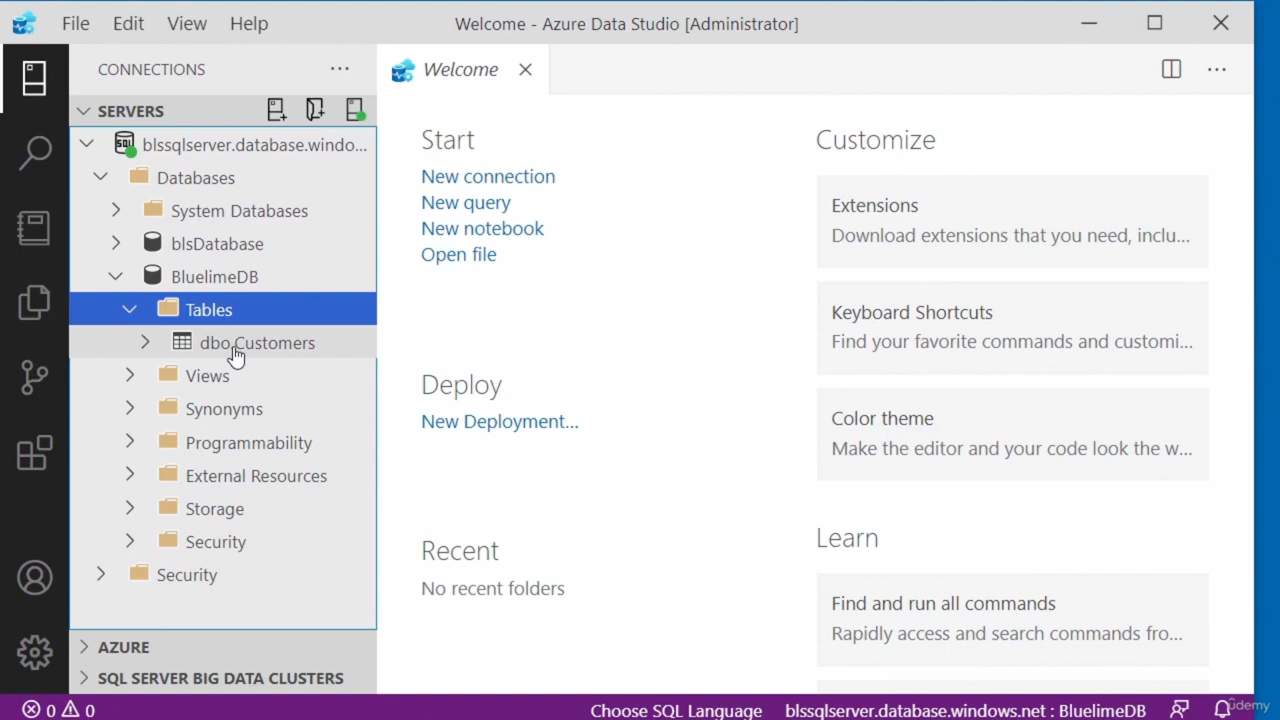 File Edit View Help Welcome - Azure Data Studio [Administrator]
CONNECTIONS
Welcome
SERVERS
blssqlserver.database.windo...
Databases
System Databases
blsDatabase
BluelimeDB
Tables
dbo.Customers
Views
Synonyms
Programmability
External Resources
Storage
Security
Security
AZURE
SQL SERVER BIG DATA CLUSTERS
Start
New connection
New query
New notebook
Open file
Deploy
New Deployment...
Recent
No recent folders
Customize
Extensions
Download extensions that you need, inclu...
Keyboard Shortcuts
Find your favorite commands and customi...
Color theme
Make the editor and your code look the w...
Learn
Find and run all commands
Rapidly access and search commands fro...
0 0 Choose SQL Language blssqlserver.database.windows.net : BluelimeDB
Udemy